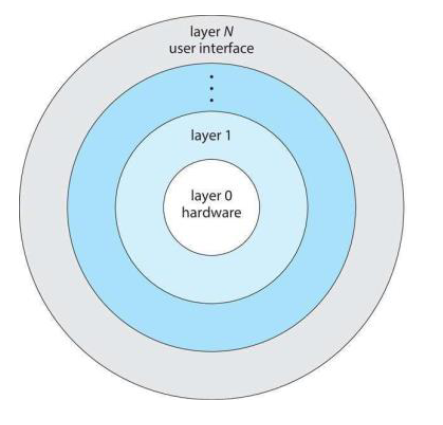 layer N
user interface
layer 1
layer 0
hardware